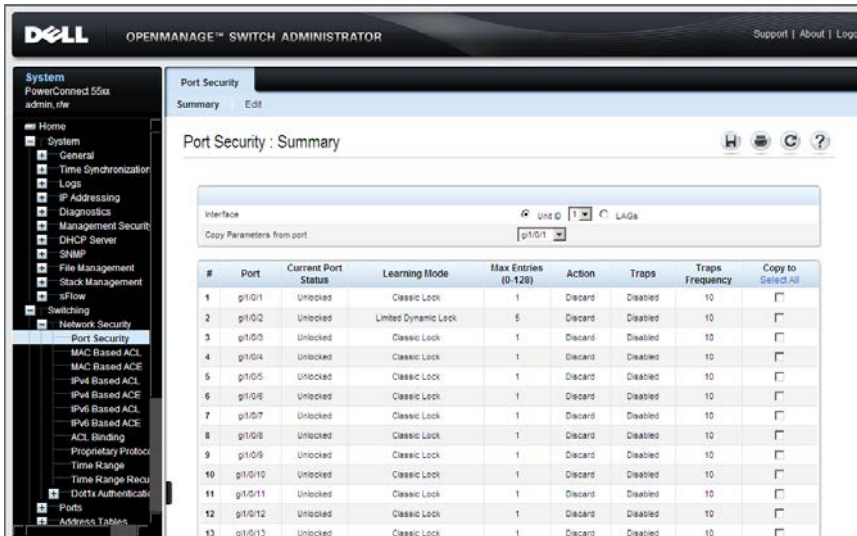 DELL OPENMANAGE™ SWITCH ADMINISTRATOR Support | About | Logo
System
PowerConnect 55xx
admin, r/w
Home
System
General
Time Synchronization
Logs
IP Addressing
Diagnostics
Management Securit
DHCP Server
SNMP
File Management
Stack Management
sFlow
Switching
Network Security
Port Security
MAC Based ACL
MAC Based ACE
IPv4 Based ACL
IPv4 Based ACE
IPv6 Based ACL
IPv6 Based ACE
ACL Binding
Proprietary Protoco
Time Range
Time Range Recu
Dot1x Authenticatio
Ports
Address Tables
Port Security
Summary Edit
Port Security : Summary
Interface Unit ID 1 LAGs
Copy Parameters from port gi1/0/1
# Port Current Port Status Learning Mode Max Entries (0-128) Action Traps Traps Frequency Copy to Select All
1 gi1/0/1 Unlocked Classic Lock 1 Discard Disabled 10
2 gi1/0/2 Unlocked Limited Dynamic Lock 5 Discard Disabled 10
3 gi1/0/3 Unlocked Classic Lock 1 Discard Disabled 10
4 gi1/0/4 Unlocked Classic Lock 1 Discard Disabled 10
5 gi1/0/5 Unlocked Classic Lock 1 Discard Disabled 10
6 gi1/0/6 Unlocked Classic Lock 1 Discard Disabled 10
7 gi1/0/7 Unlocked Classic Lock 1 Discard Disabled 10
8 gi1/0/8 Unlocked Classic Lock 1 Discard Disabled 10
9 gi1/0/9 Unlocked Classic Lock 1 Discard Disabled 10
10 gi1/0/10 Unlocked Classic Lock 1 Discard Disabled 10
11 gi1/0/11 Unlocked Classic Lock 1 Discard Disabled 10
12 gi1/0/12 Unlocked Classic Lock 1 Discard Disabled 10
13 gi1/0/13 Unlocked Classic Lock 1 Discard Disabled 10